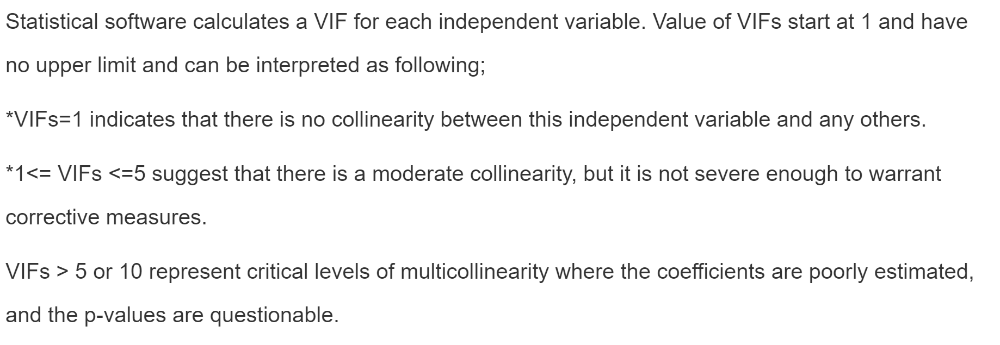 Statistical software calculates a VIF for each independent variable. Value of VIFs start at 1 and have
no upper limit and can be interpreted as following;
*VIFs=1 indicates that there is no collinearity between this independent variable and any others.
*1<= VIFs <=5 suggest that there is a moderate collinearity, but it is not severe enough to warrant
corrective measures.
VIFs > 5 or 10 represent critical levels of multicollinearity where the coefficients are poorly estimated,
and the p-values are questionable.